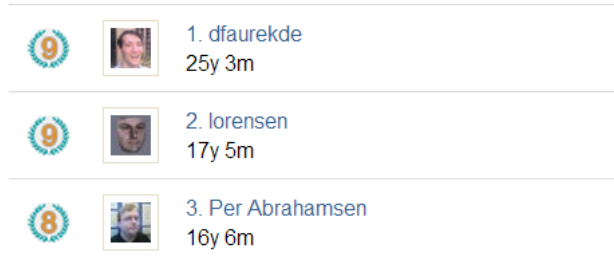 9
1. dfaurekde
25y 3m
9
2. lorensen
17y 5m
8
3. Per Abrahamsen
16y 6m